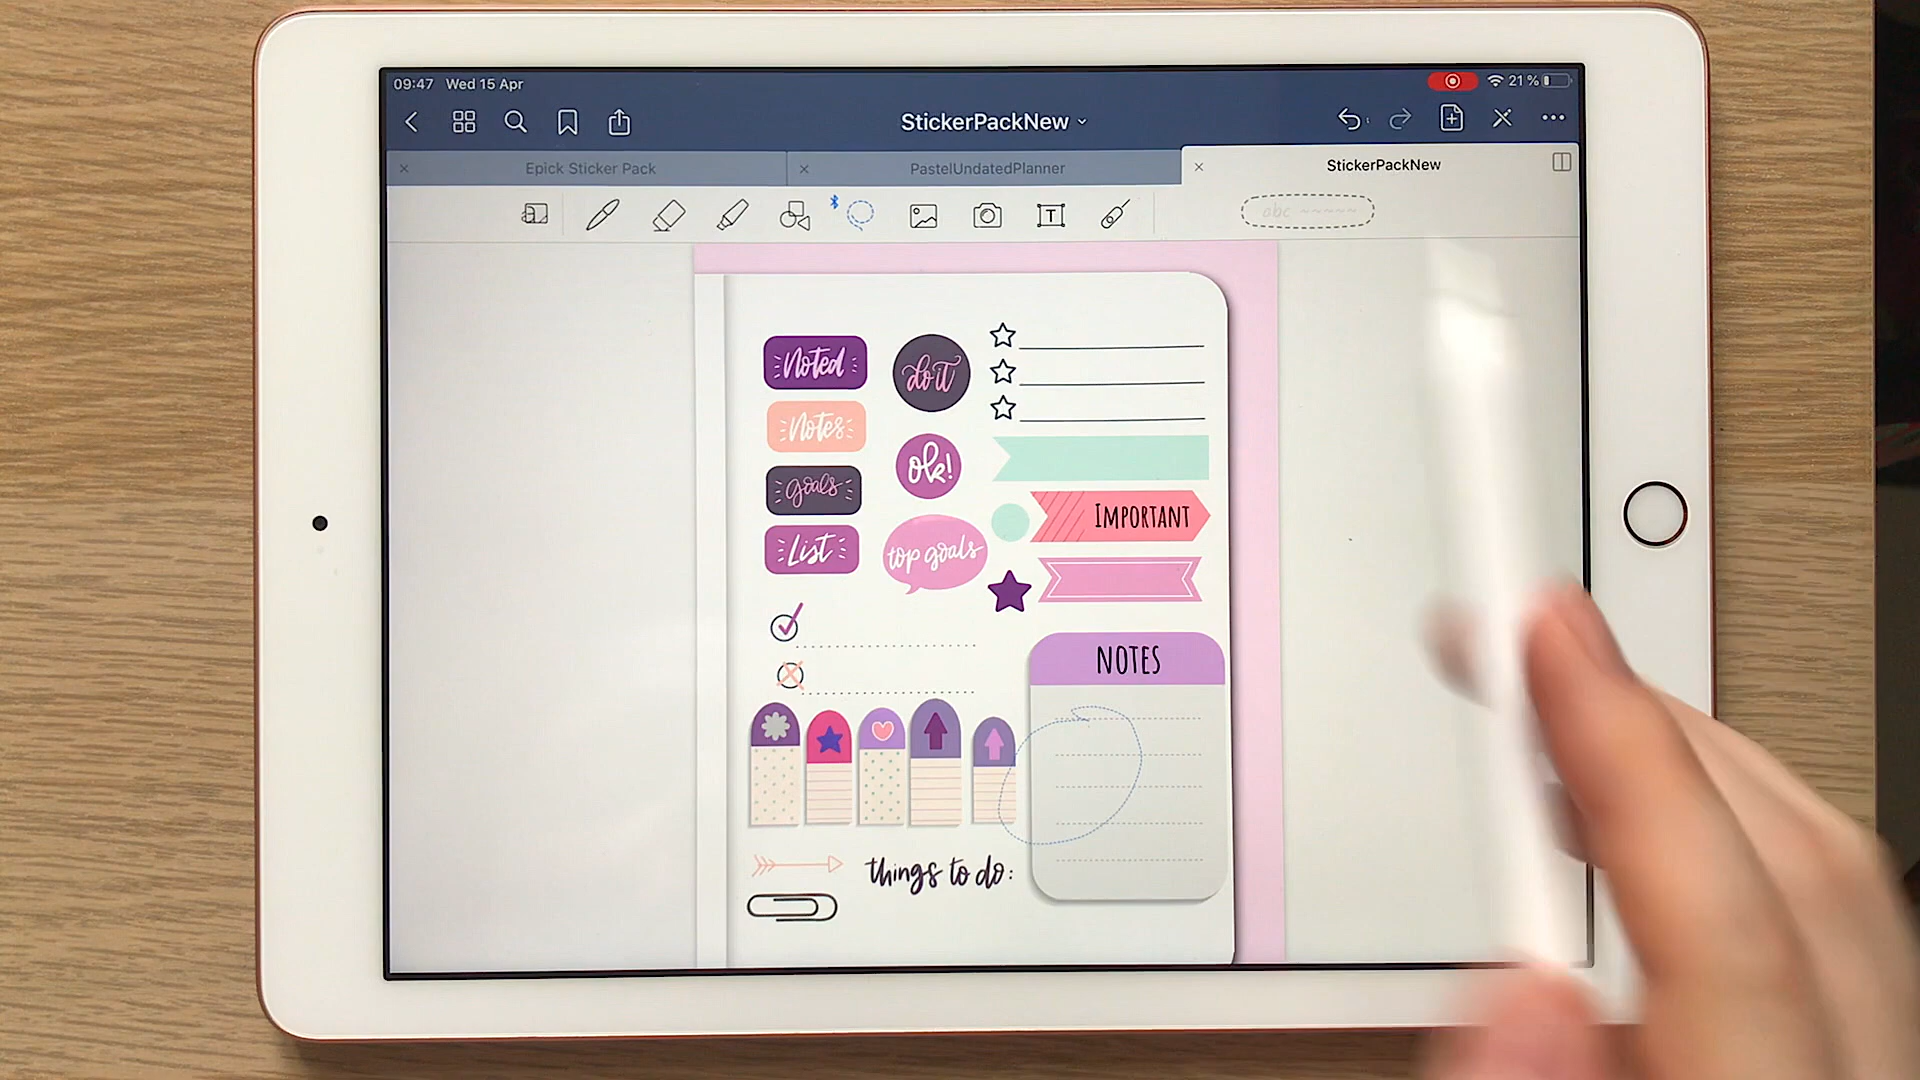 09:47 Wed 15 Apr
21%
StickerPackNew
Epick Sticker Pack
PastelUndatedPlanner
StickerPackNew
T
abc
Noted
do it
Notes
ok!
goals
IMPORTANT
List
top goals
NOTES
things to do: